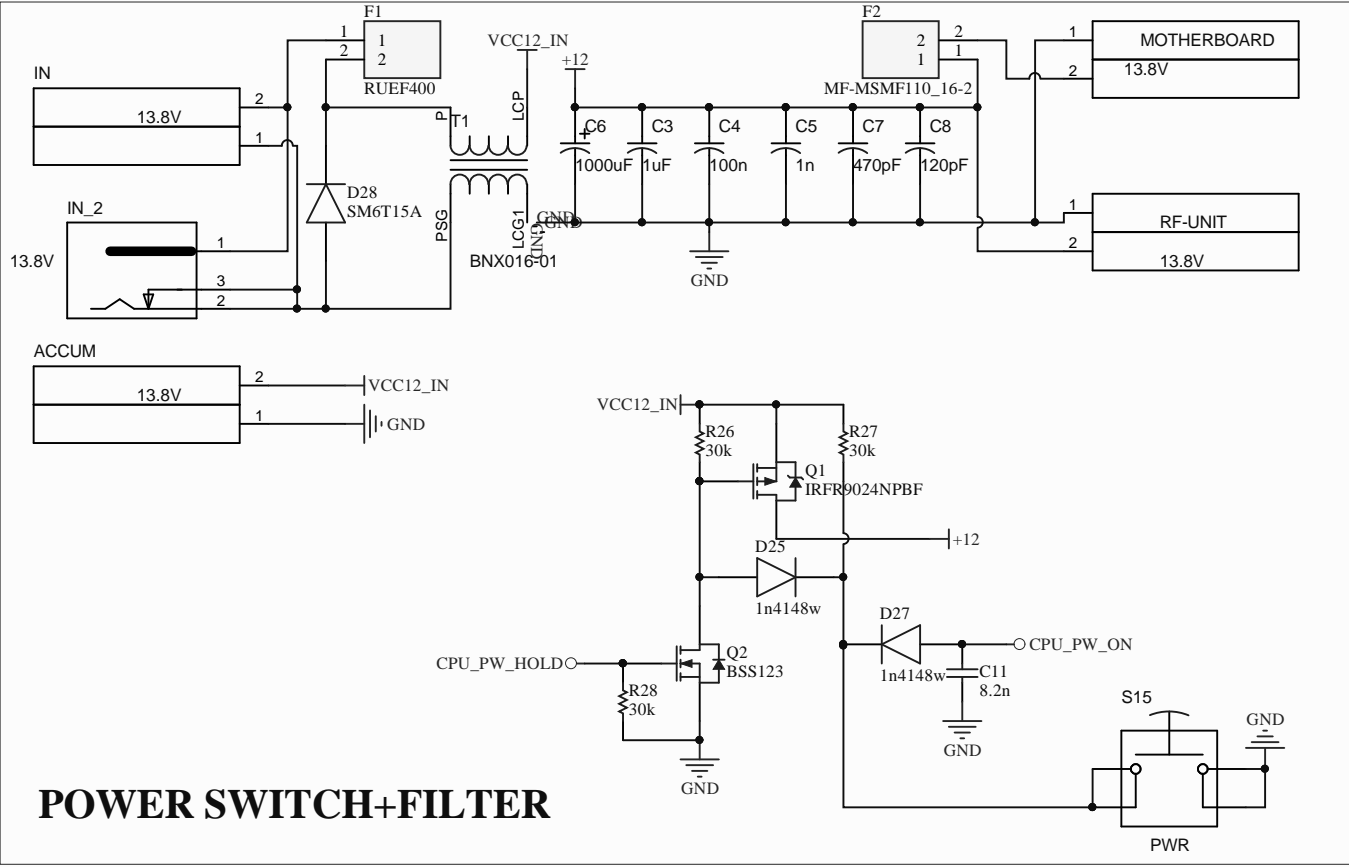 F1
1
2
1
2
RUEF400
VCC12_IN
+12
F2
2
1
2
1
MF-MSMF110_16-2
1
2
MOTHERBOARD
13.8V
IN
13.8V
2
1
P
T1
LCP
PSG
LCG1
BNX016-01
D28
SM6T15A
C6
1000uF
+
C3
1uF
C4
100n
C5
1n
C7
470pF
C8
120pF
GND
GND
GND
GND
1
2
RF-UNIT
13.8V
IN_2
13.8V
1
3
2
ACCUM
13.8V
2
1
VCC12_IN
GND
VCC12_IN
R26
30k
R27
30k
Q1
IRFR9024NPBF
+12
D25
1n4148w
D27
1n4148w
CPU_PW_ON
C11
8.2n
GND
CPU_PW_HOLD
Q2
BSS123
R28
30k
GND
S15
GND
PWR
POWER SWITCH+FILTER